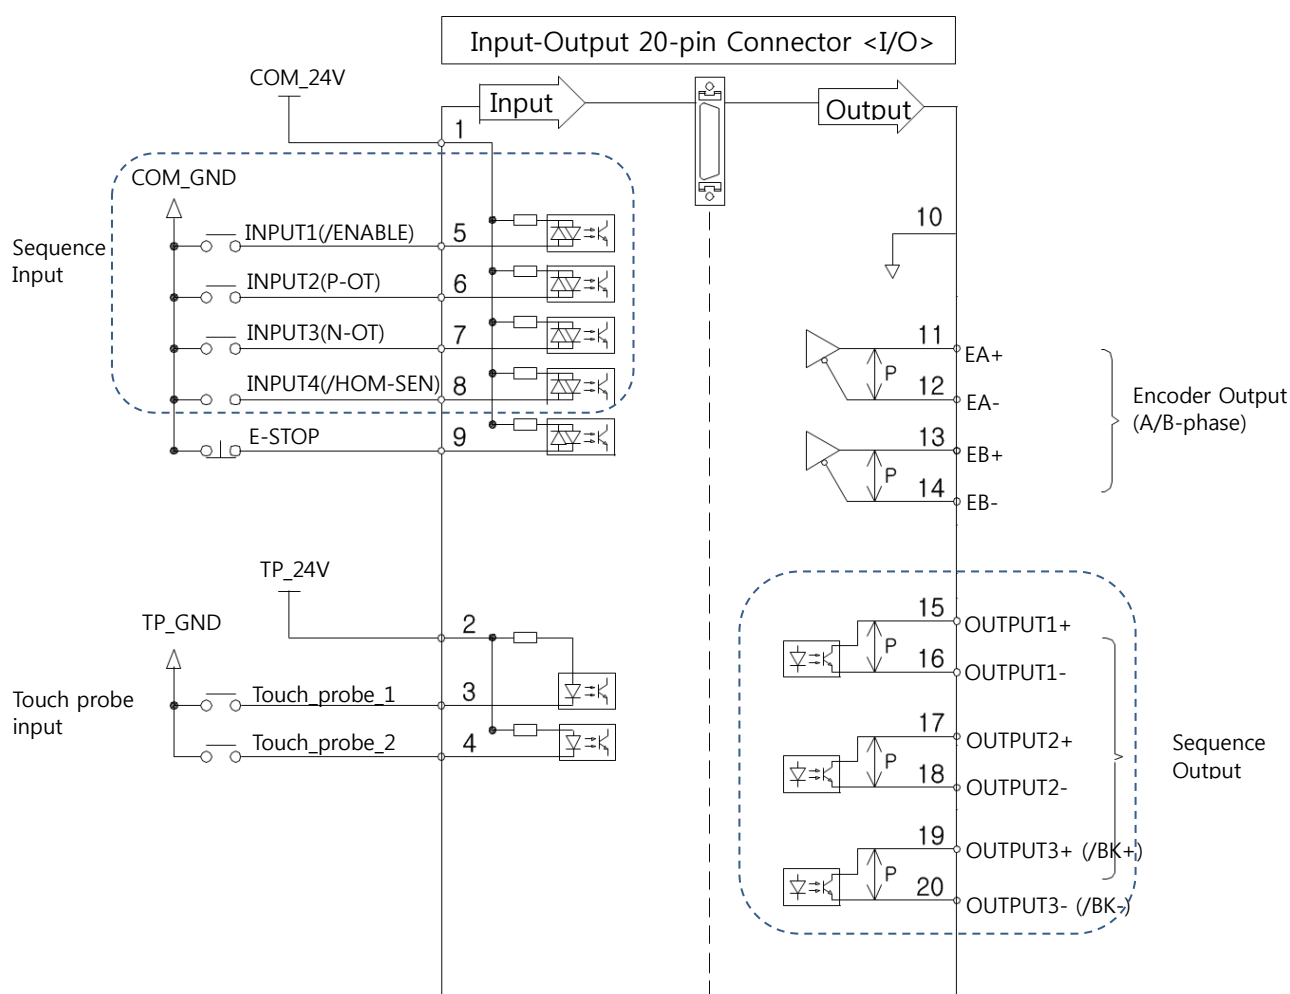 Input-Output 20-pin Connector <I/O>
COM_24V
Input
Output
1
COM_GND
Sequence
Input
INPUT1(/ENABLE)
5
INPUT2(P-OT)
6
INPUT3(N-OT)
7
INPUT4(/HOM-SEN)
8
E-STOP
9
TP_24V
2
TP_GND
Touch probe
input
Touch_probe_1
3
Touch_probe_2
4
10
11
EA+
P
12
EA-
13
EB+
P
14
EB-
Encoder Output
(A/B-phase)
15
OUTPUT1+
P
16
OUTPUT1-
17
OUTPUT2+
P
18
OUTPUT2-
19
OUTPUT3+ (/BK+)
P
20
OUTPUT3- (/BK-)
Sequence
Output